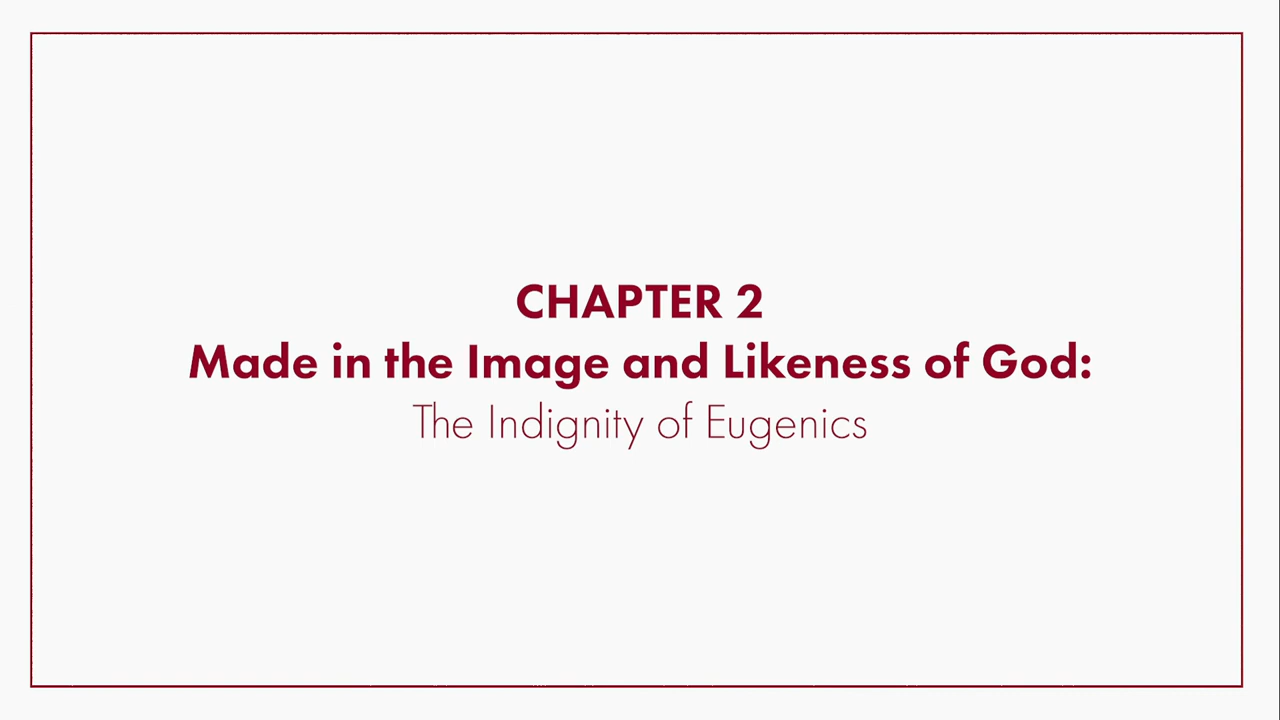 CHAPTER 2
Made in the Image and Likeness of God:
The Indignity of Eugenics